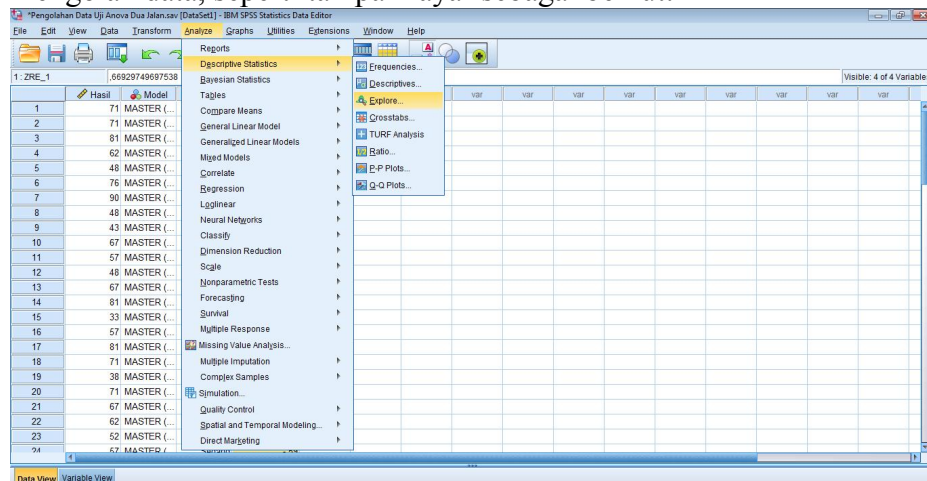 *Pengolahan Data Uji Anova Dua Jalan.sav [DataSet1] - IBM SPSS Statistics Data Editor
File Edit View Data Transform Analyze Graphs Utilities Extensions Window Help
1 : ZRE_1 ,66929749697538 Visible: 4 of 4 Variable
Hasil Model var var var var var var var var
1 71 MASTER (...
2 71 MASTER (...
3 81 MASTER (...
4 62 MASTER (...
5 48 MASTER (...
6 76 MASTER (...
7 90 MASTER (...
8 48 MASTER (...
9 43 MASTER (...
10 67 MASTER (...
11 57 MASTER (...
12 48 MASTER (...
13 67 MASTER (...
14 81 MASTER (...
15 33 MASTER (...
16 57 MASTER (...
17 81 MASTER (...
18 71 MASTER (...
19 38 MASTER (...
20 71 MASTER (...
21 67 MASTER (...
22 62 MASTER (...
23 52 MASTER (...
24 67 MASTER (
Reports
Descriptive Statistics
Bayesian Statistics
Tables
Compare Means
General Linear Model
Generalized Linear Models
Mixed Models
Correlate
Regression
Loglinear
Neural Networks
Classify
Dimension Reduction
Scale
Nonparametric Tests
Forecasting
Survival
Multiple Response
Missing Value Analysis...
Multiple Imputation
Complex Samples
Simulation...
Quality Control
Spatial and Temporal Modeling...
Direct Marketing
Frequencies...
Descriptives...
Explore...
Crosstabs...
TURF Analysis
Ratio...
P-P Plots...
Q-Q Plots...
Data View Variable View